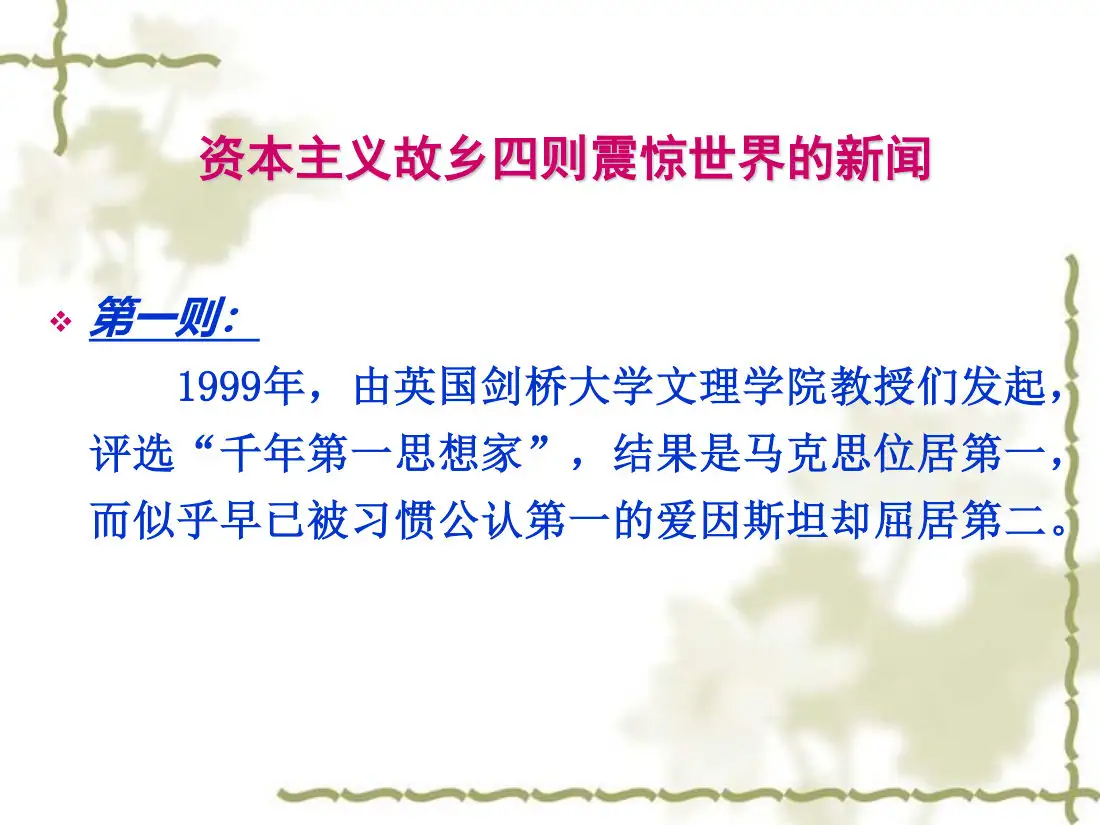 资本主义故乡四则震惊世界的新闻
第一则：
1999年，由英国剑桥大学文理学院教授们发起，
评选“千年第一思想家”，结果是马克思位居第一，
而似乎早已被习惯公认第一的爱因斯坦却屈居第二。